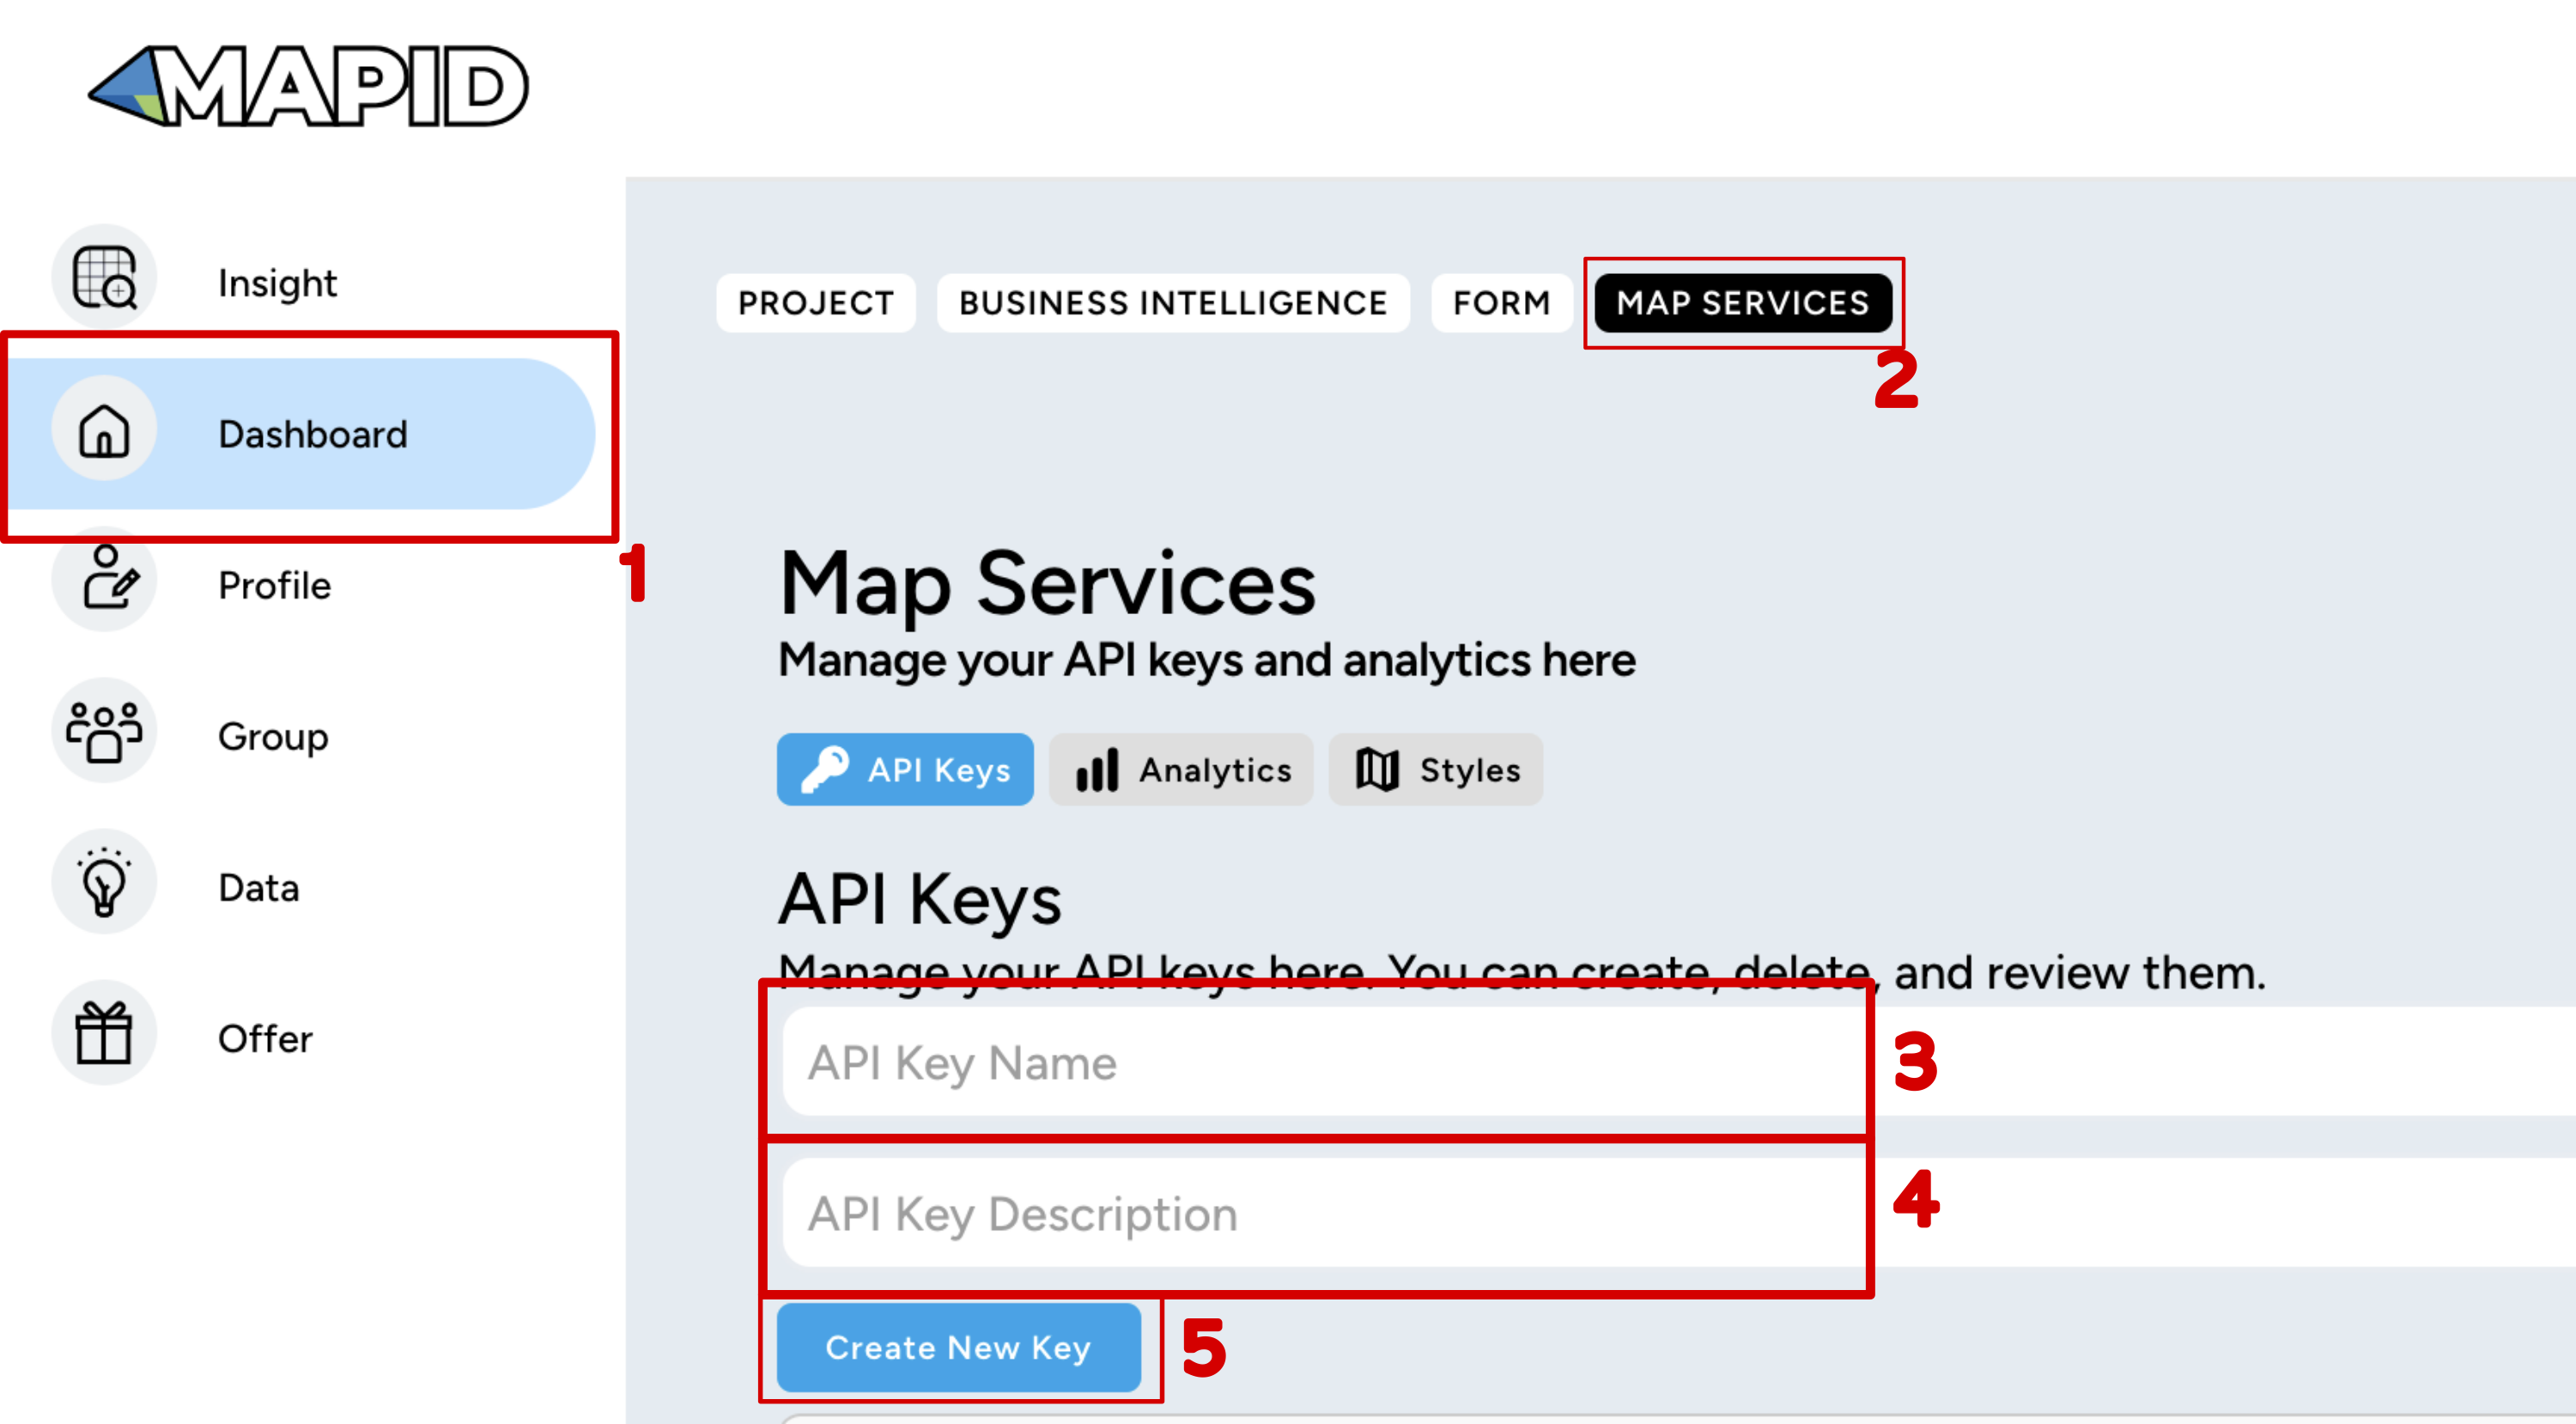 MAPID
Insight
Dashboard
1
Profile
Group
Data
Offer
PROJECT BUSINESS INTELLIGENCE FORM MAP SERVICES
2
Map Services
Manage your API keys and analytics here
API Keys Analytics Styles
API Keys
Manage your API keys here. You can create, delete, and review them.
API Key Name
3
API Key Description
4
Create New Key
5